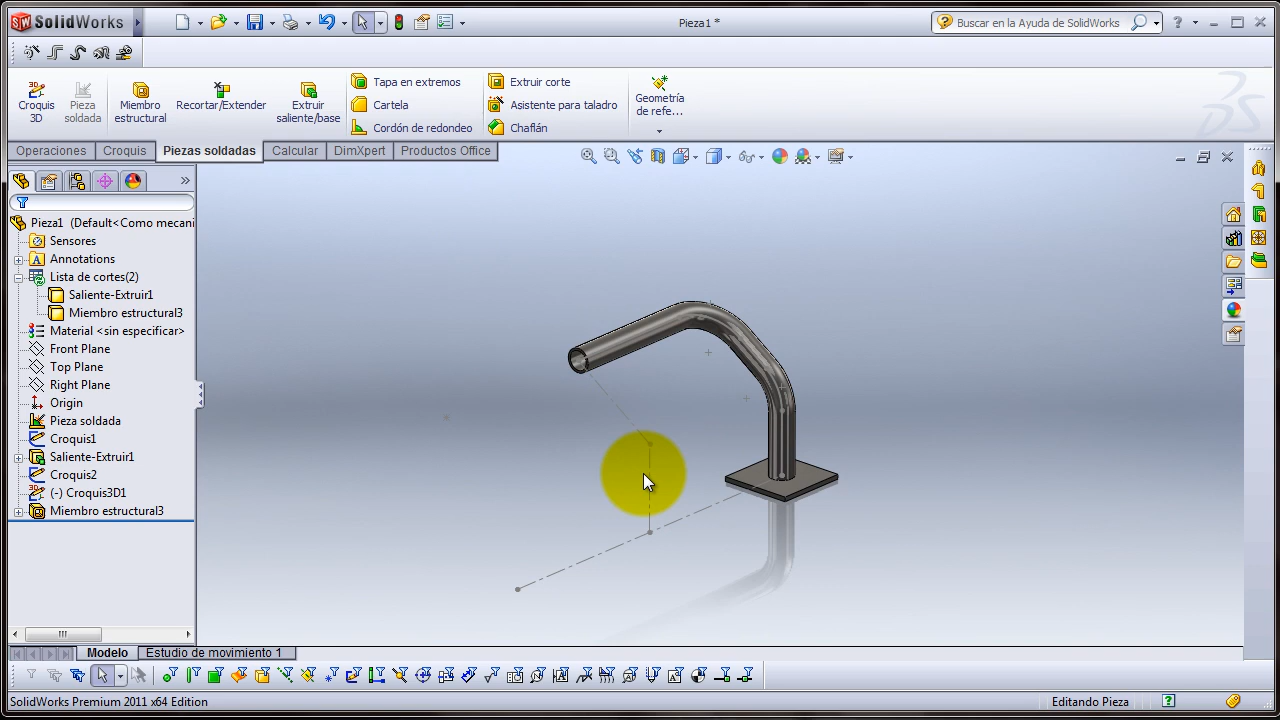 SolidWorks
Pieza1 *
Buscar en la Ayuda de SolidWorks
Croquis
3D
Pieza
soldada
Miembro
estructural
Recortar/Extender
Extruir
saliente/base
Tapa en extremos
Cartela
Cordón de redondeo
Extruir corte
Asistente para taladro
Chaflán
Geometría
de refe...
Operaciones
Croquis
Piezas soldadas
Calcular
DimXpert
Productos Office
Pieza1 (Default<Como mecani
Sensores
Annotations
Lista de cortes(2)
Saliente-Extruir1
Miembro estructural3
Material <sin especificar>
Front Plane
Top Plane
Right Plane
Origin
Pieza soldada
Croquis1
Saliente-Extruir1
Croquis2
(-) Croquis3D1
Miembro estructural3
Modelo
Estudio de movimiento 1
SolidWorks Premium 2011 x64 Edition
Editando Pieza